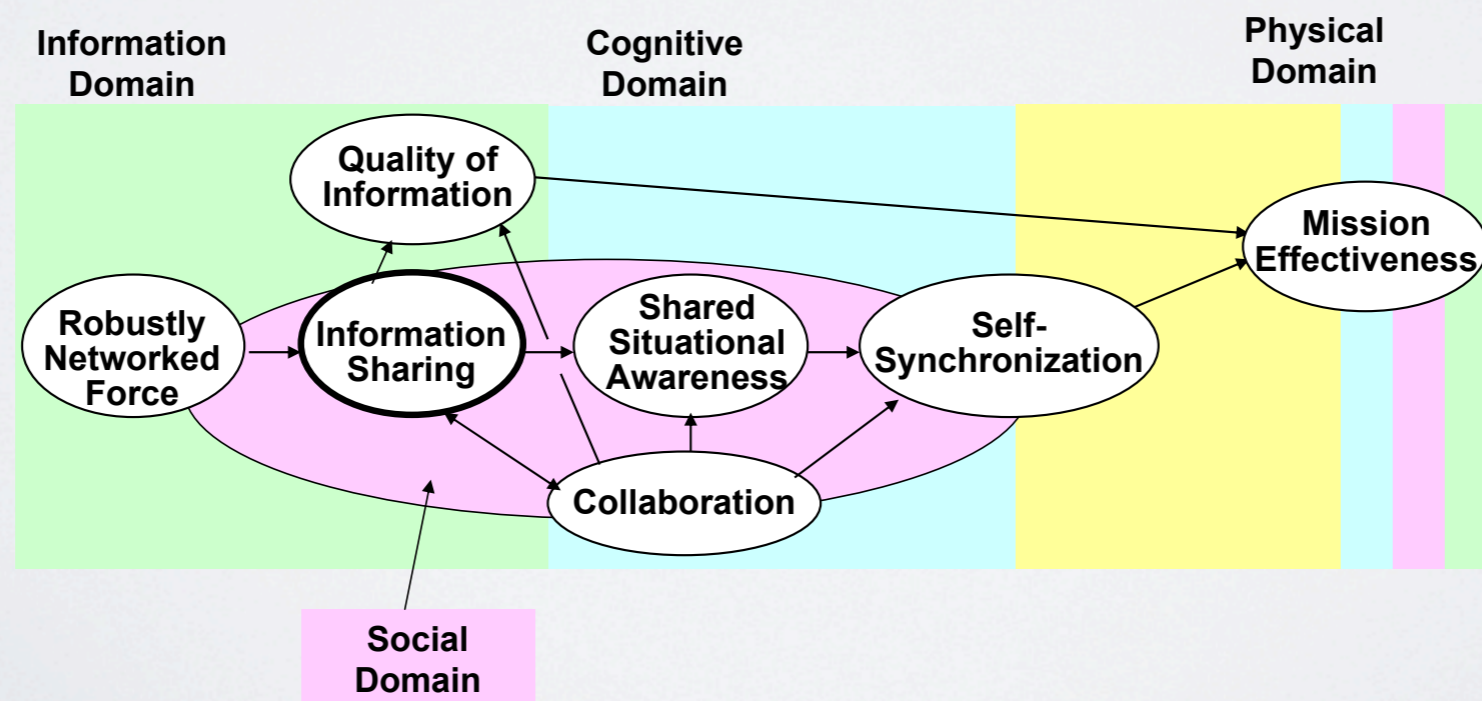 Information
Domain
Cognitive
Domain
Physical
Domain
Quality of
Information
Mission
Effectiveness
Robustly
Networked
Force
Information
Sharing
Shared
Situational
Awareness
Self-
Synchronization
Collaboration
Social
Domain